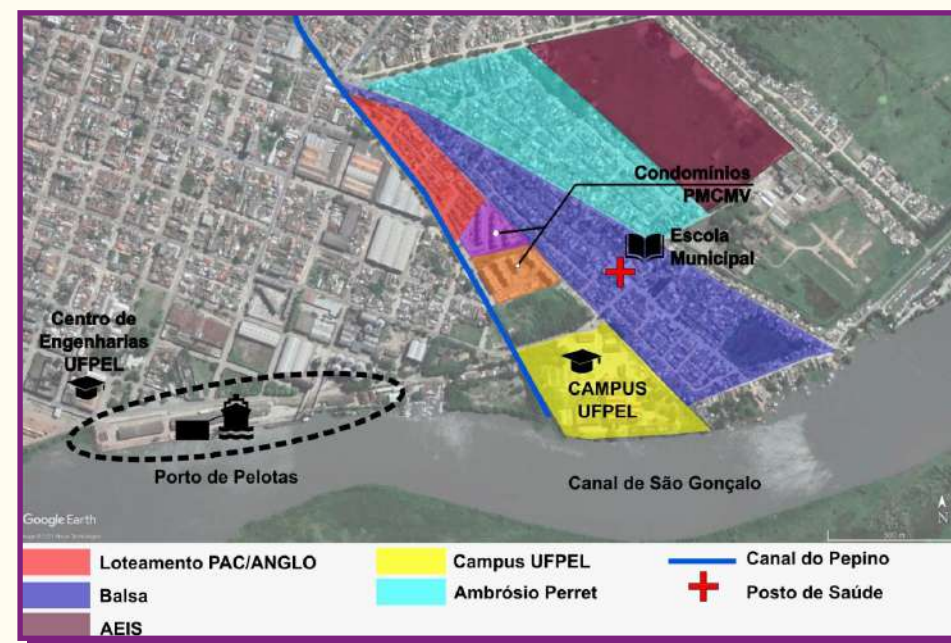 Condomínios
PMCMV
Escola
Municipal
Centro de
Engenharias
UFPEL
CAMPUS
UFPEL
Porto de Pelotas
Canal de São Gonçalo
Google Earth
N
Loteamento PAC/ANGLO
Balsa
AEIS
Campus UFPEL
Ambrósio Perret
Canal do Pepino
Posto de Saúde